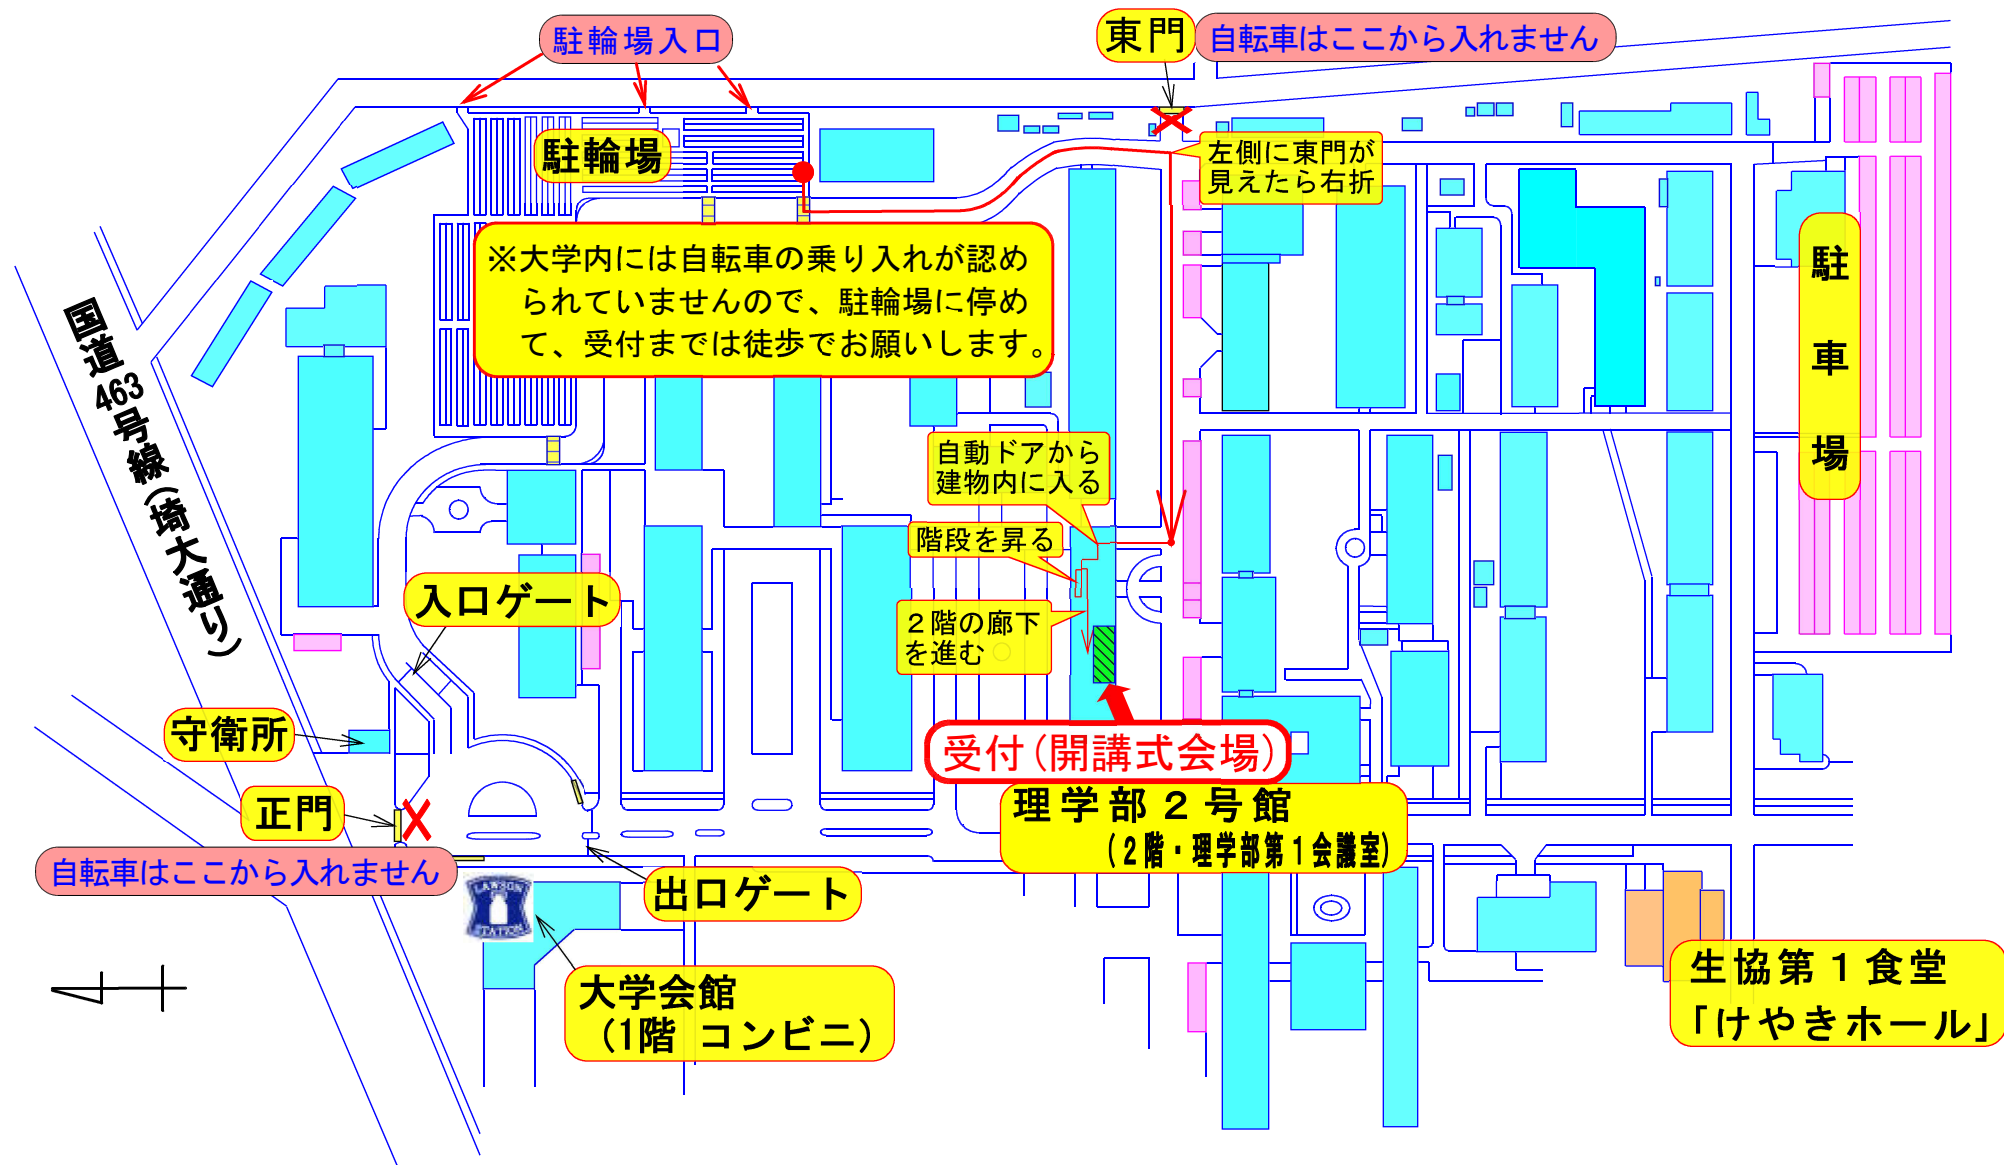 駐輪場入口
東門
自転車はここから入れません
駐輪場
左側に東門が
見えたら右折
※大学内には自転車の乗り入れが認め
られていませんので、駐輪場に停め
て、受付までは徒歩でお願いします。
駐車場
国道463号線(埼大通り)
自動ドアから
建物内に入る
階段を昇る
入口ゲート
２階の廊下
を進む
守衛所
受付(開講式会場)
正門
理学部２号館
(２階・理学部第１会議室)
自転車はここから入れません
出口ゲート
LAWSON
STATION
大学会館
(1階 コンビニ)
生協第１食堂
「けやきホール」